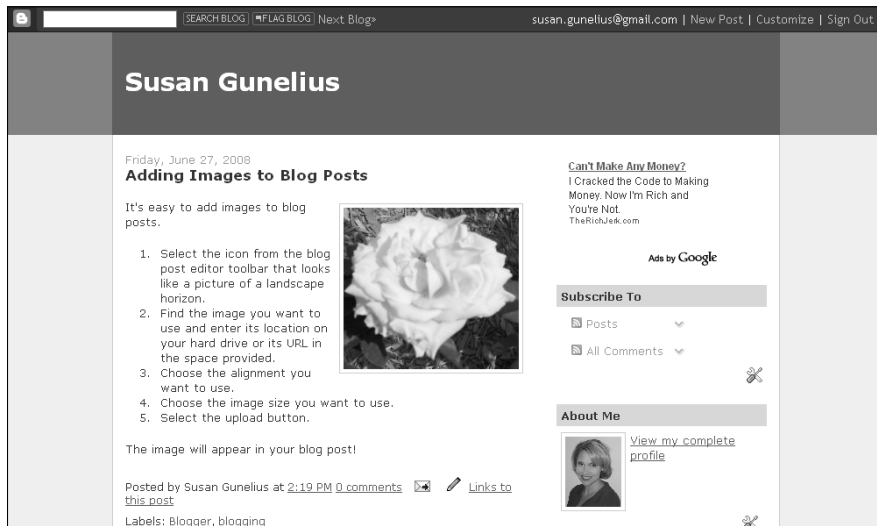 SEARCH BLOG FLAG BLOG Next Blog»
susan.gunelius@gmail.com | New Post | Customize | Sign Out
Susan Gunelius
Friday, June 27, 2008
Adding Images to Blog Posts
It's easy to add images to blog
posts.
1. Select the icon from the blog
post editor toolbar that looks
like a picture of a landscape
horizon.
2. Find the image you want to
use and enter its location on
your hard drive or its URL in
the space provided.
3. Choose the alignment you
want to use.
4. Choose the image size you want to use.
5. Select the upload button.
The image will appear in your blog post!
Posted by Susan Gunelius at 2:19 PM 0 comments Links to
this post
Labels: Blogger, blogging
Can't Make Any Money?
I Cracked the Code to Making
Money. Now I'm Rich and
You're Not.
TheRichJerk.com
Ads by Google
Subscribe To
Posts
All Comments
About Me
View my complete
profile